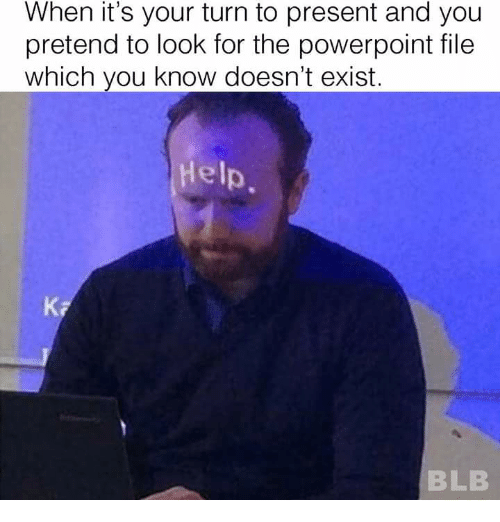 When it's your turn to present and you
pretend to look for the powerpoint file
which you know doesn't exist.
Help.
Ka
BLB